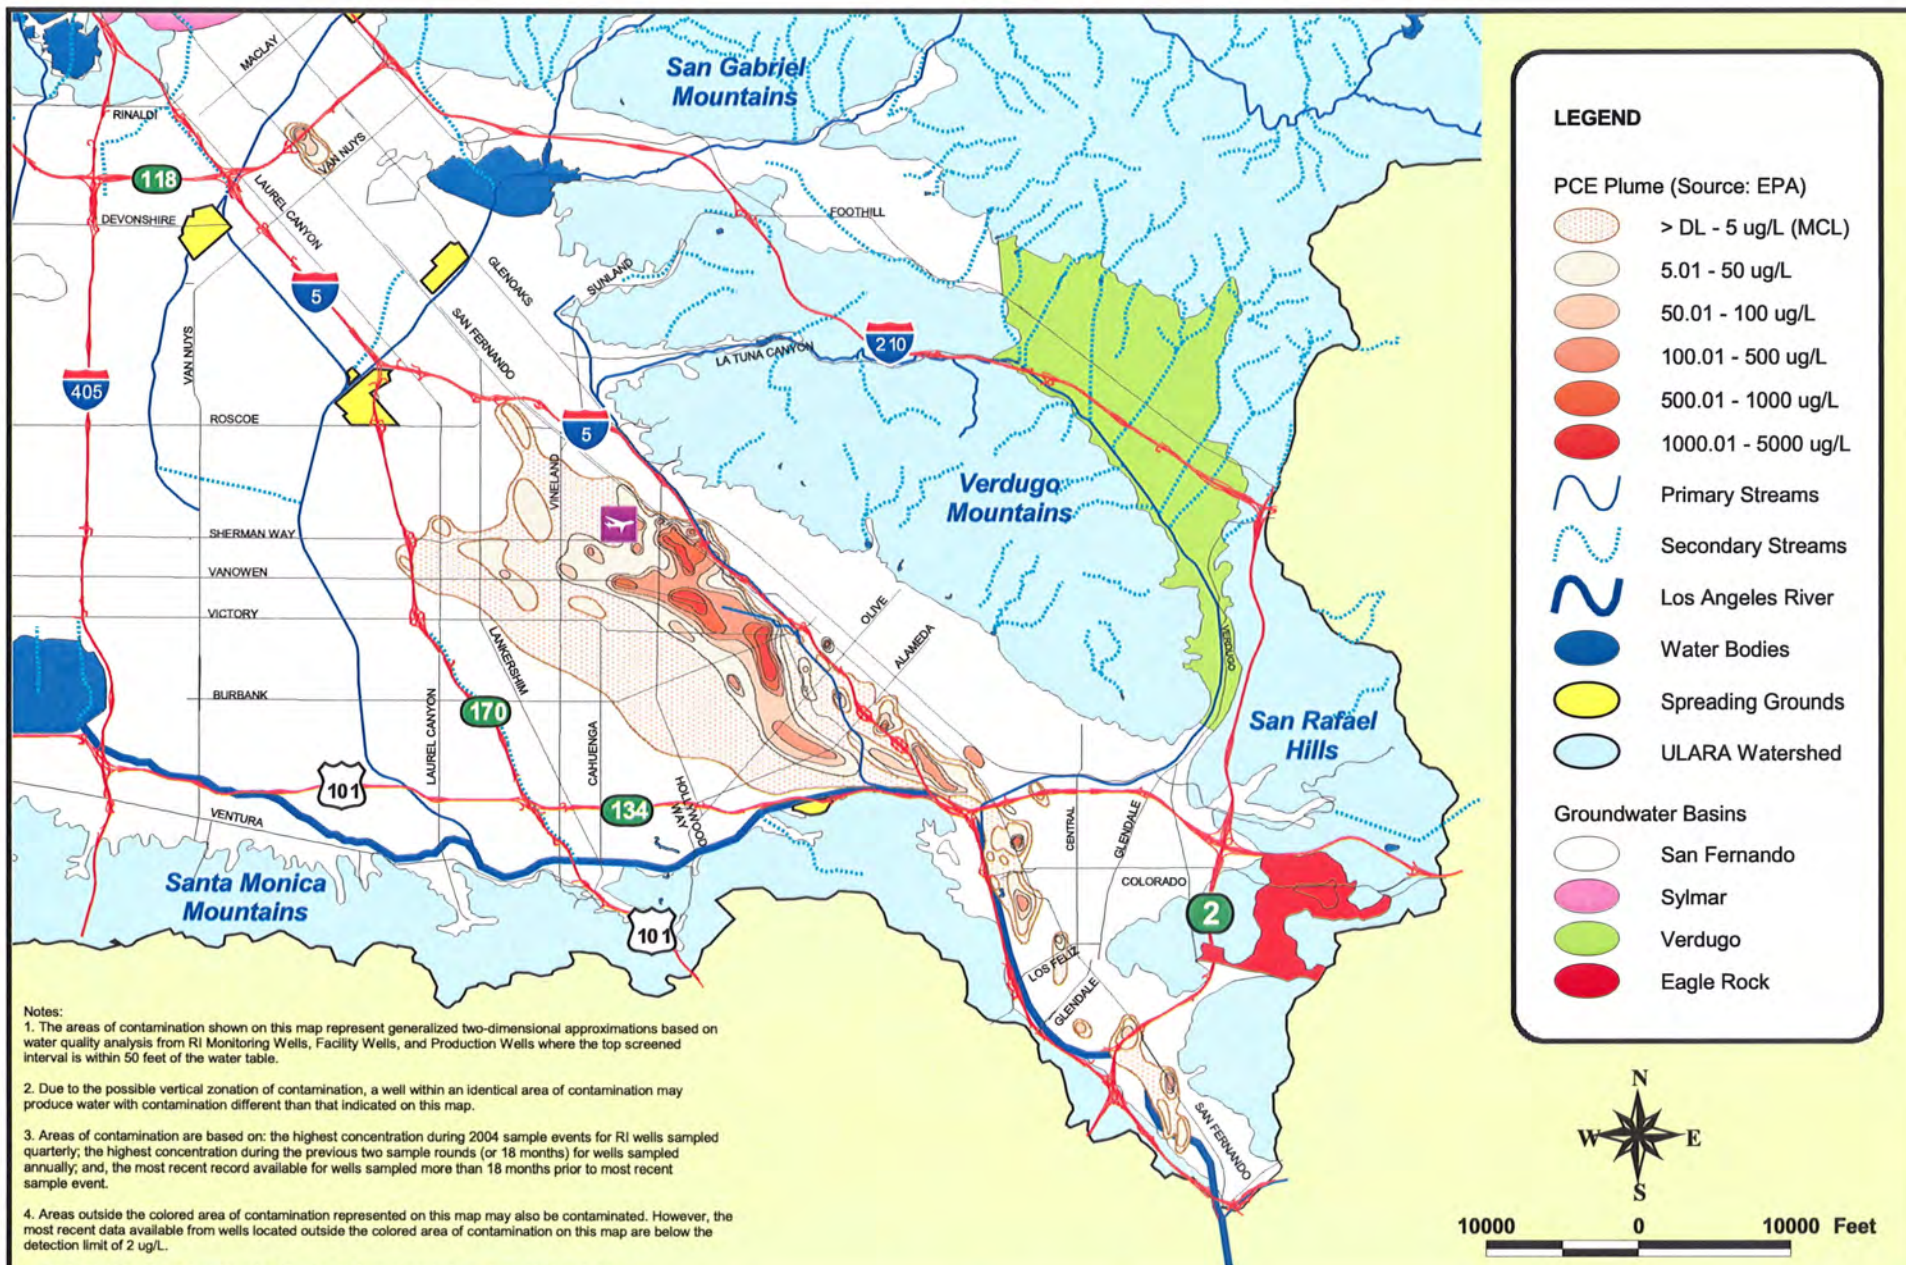 San Gabriel
Mountains
MACLAY
RINALDI
VAN NUYS
118
DEVONSHIRE
LAUREL CANYON
FOOTHILL
GLENOAKS
SUNLAND
5
SAN FERNANDO
VAN NUYS
210
LA TUNA CANYON
405
ROSCOE
5
VINELAND
Verdugo
Mountains
SHERMAN WAY
VANOWEN
VICTORY
OLIVE
ALAMEDA
LANKERSHIM
VERDUGO
BURBANK
170
LAUREL CANYON
CAHUENGA
San Rafael
Hills
101
HOLLYWOOD
WAY
134
VENTURA
CENTRAL
GLENDALE
Santa Monica
Mountains
COLORADO
2
101
LOS FELIZ
GLENDALE
SAN FERNANDO
Notes:
1. The areas of contamination shown on this map represent generalized two-dimensional approximations based on
water quality analysis from RI Monitoring Wells, Facility Wells, and Production Wells where the top screened
interval is within 50 feet of the water table.
2. Due to the possible vertical zonation of contamination, a well within an identical area of contamination may
produce water with contamination different than that indicated on this map.
3. Areas of contamination are based on: the highest concentration during 2004 sample events for RI wells sampled
quarterly; the highest concentration during the previous two sample rounds (or 18 months) for wells sampled
annually; and, the most recent record available for wells sampled more than 18 months prior to most recent
sample event.
4. Areas outside the colored area of contamination represented on this map may also be contaminated. However, the
most recent data available from wells located outside the colored area of contamination on this map are below the
detection limit of 2 ug/L.
LEGEND
PCE Plume (Source: EPA)
> DL - 5 ug/L (MCL)
5.01 - 50 ug/L
50.01 - 100 ug/L
100.01 - 500 ug/L
500.01 - 1000 ug/L
1000.01 - 5000 ug/L
Primary Streams
Secondary Streams
Los Angeles River
Water Bodies
Spreading Grounds
ULARA Watershed
Groundwater Basins
San Fernando
Sylmar
Verdugo
Eagle Rock
N
W E
S
10000 0 10000 Feet